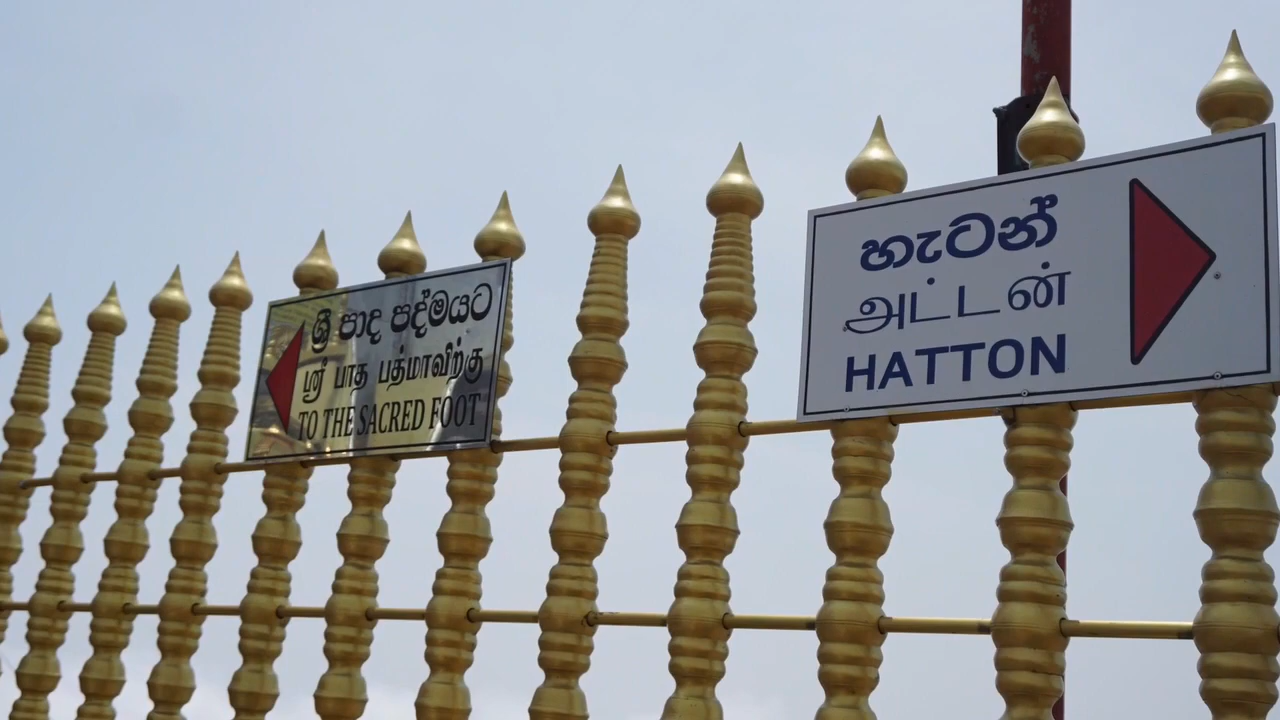 ශ්‍රී පාද පද්මයට
ஶ்ரீ பாத பத்மாவிற்கு
TO THE SACRED FOOT
හැටන්
அட்டன்
HATTON